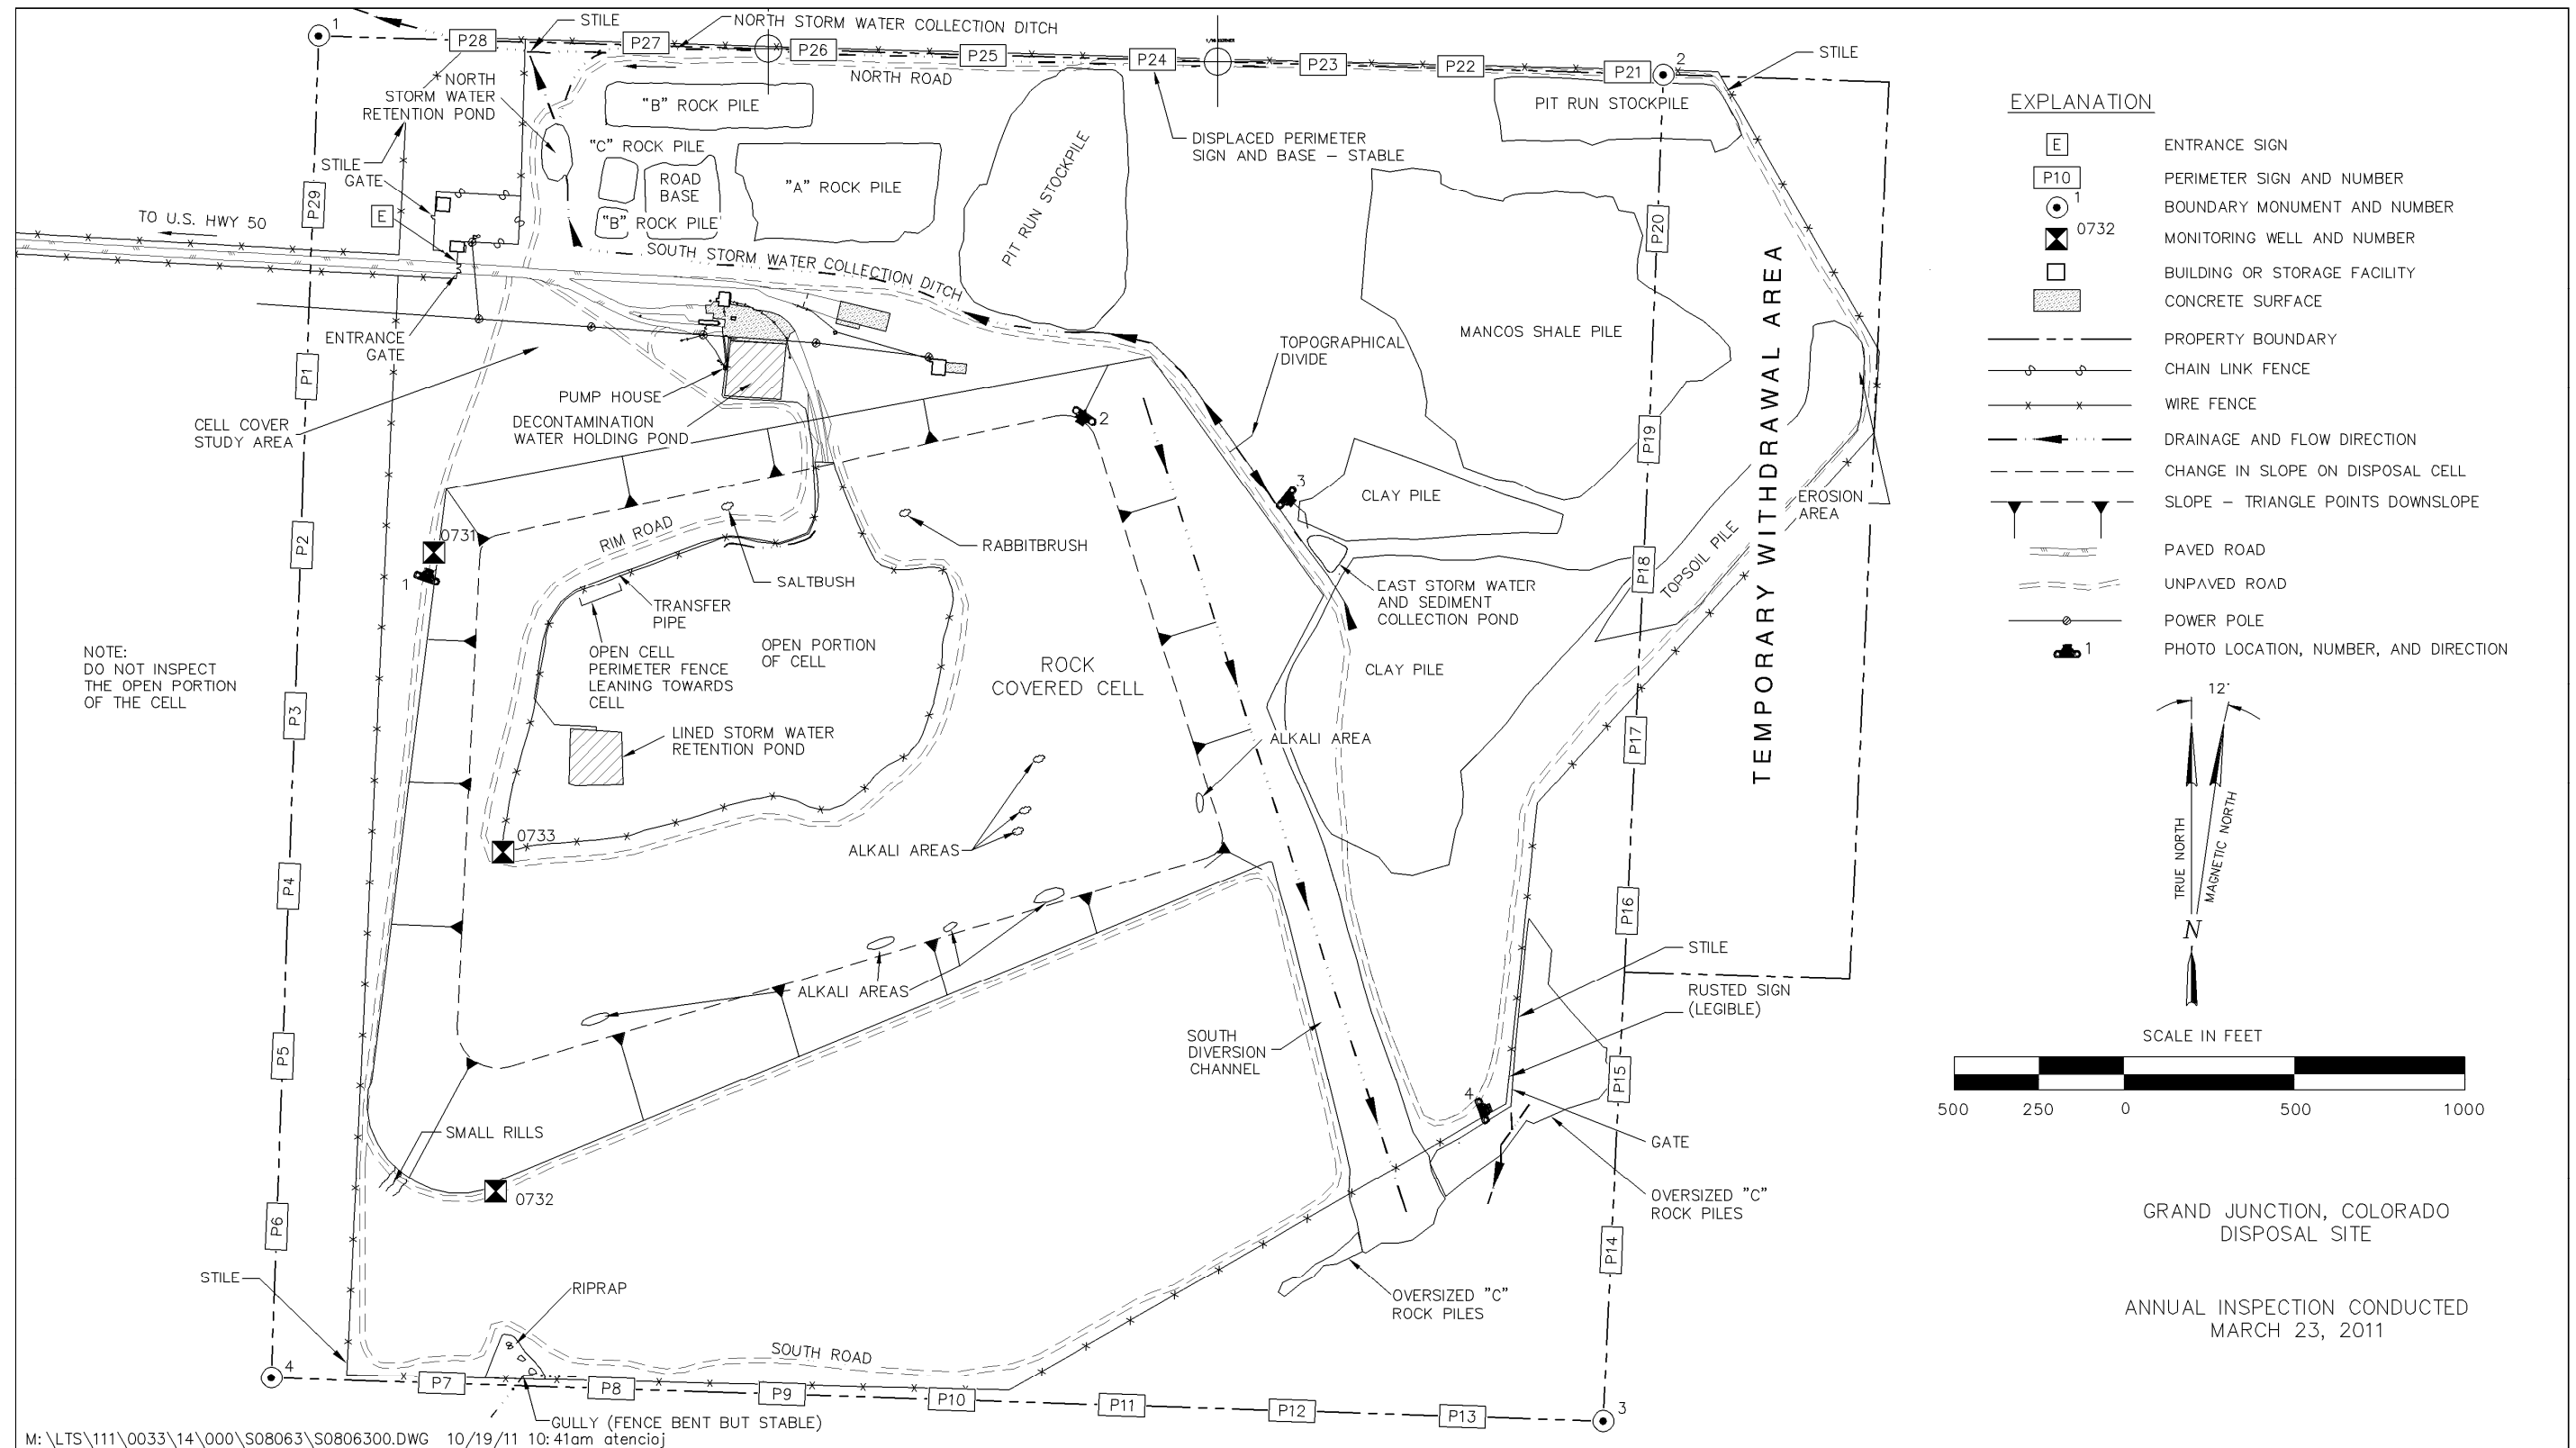 1
STILE
NORTH STORM WATER COLLECTION DITCH
P28
P27
P26
P25
P24
P23
P22
P21
2
STILE
NORTH
STORM WATER
RETENTION POND
NORTH ROAD
"B" ROCK PILE
PIT RUN STOCKPILE
DISPLACED PERIMETER
SIGN AND BASE – STABLE
"C" ROCK PILE
STILE
GATE
ROAD
BASE
"A" ROCK PILE
PIT RUN STOCKPILE
P29
E
"B" ROCK PILE
P20
TO U.S. HWY 50
SOUTH STORM WATER COLLECTION DITCH
ENTRANCE
GATE
MANCOS SHALE PILE
TOPOGRAPHICAL
DIVIDE
P1
PUMP HOUSE
DECONTAMINATION
WATER HOLDING POND
CELL COVER
STUDY AREA
2
P19
TEMPORARY WITHDRAWAL AREA
3
CLAY PILE
EROSION
AREA
0731
1
P2
RIM ROAD
RABBITBRUSH
SALTBUSH
P18
TOPSOIL PILE
EAST STORM WATER
AND SEDIMENT
COLLECTION POND
TRANSFER
PIPE
NOTE:
DO NOT INSPECT
THE OPEN PORTION
OF THE CELL
OPEN CELL
PERIMETER FENCE
LEANING TOWARDS
CELL
OPEN PORTION
OF CELL
ROCK
COVERED CELL
CLAY PILE
P3
LINED STORM WATER
RETENTION POND
ALKALI AREA
P17
0733
ALKALI AREAS
P4
P16
STILE
ALKALI AREAS
RUSTED SIGN
(LEGIBLE)
P5
SOUTH
DIVERSION
CHANNEL
P15
4
SMALL RILLS
GATE
0732
OVERSIZED "C"
ROCK PILES
P6
P14
STILE
RIPRAP
OVERSIZED "C"
ROCK PILES
SOUTH ROAD
4
P7
P8
P9
P10
P11
P12
P13
3
GULLY (FENCE BENT BUT STABLE)
M:\LTS\111\0033\14\000\S08063\S0806300.DWG 10/19/11 10:41am atencioj
EXPLANATION
E ENTRANCE SIGN
P10 PERIMETER SIGN AND NUMBER
1 BOUNDARY MONUMENT AND NUMBER
0732 MONITORING WELL AND NUMBER
BUILDING OR STORAGE FACILITY
CONCRETE SURFACE
PROPERTY BOUNDARY
CHAIN LINK FENCE
WIRE FENCE
DRAINAGE AND FLOW DIRECTION
CHANGE IN SLOPE ON DISPOSAL CELL
SLOPE – TRIANGLE POINTS DOWNSLOPE
PAVED ROAD
UNPAVED ROAD
POWER POLE
1 PHOTO LOCATION, NUMBER, AND DIRECTION
12°
TRUE NORTH
MAGNETIC NORTH
N
SCALE IN FEET
500 250 0 500 1000
GRAND JUNCTION, COLORADO
DISPOSAL SITE
ANNUAL INSPECTION CONDUCTED
MARCH 23, 2011